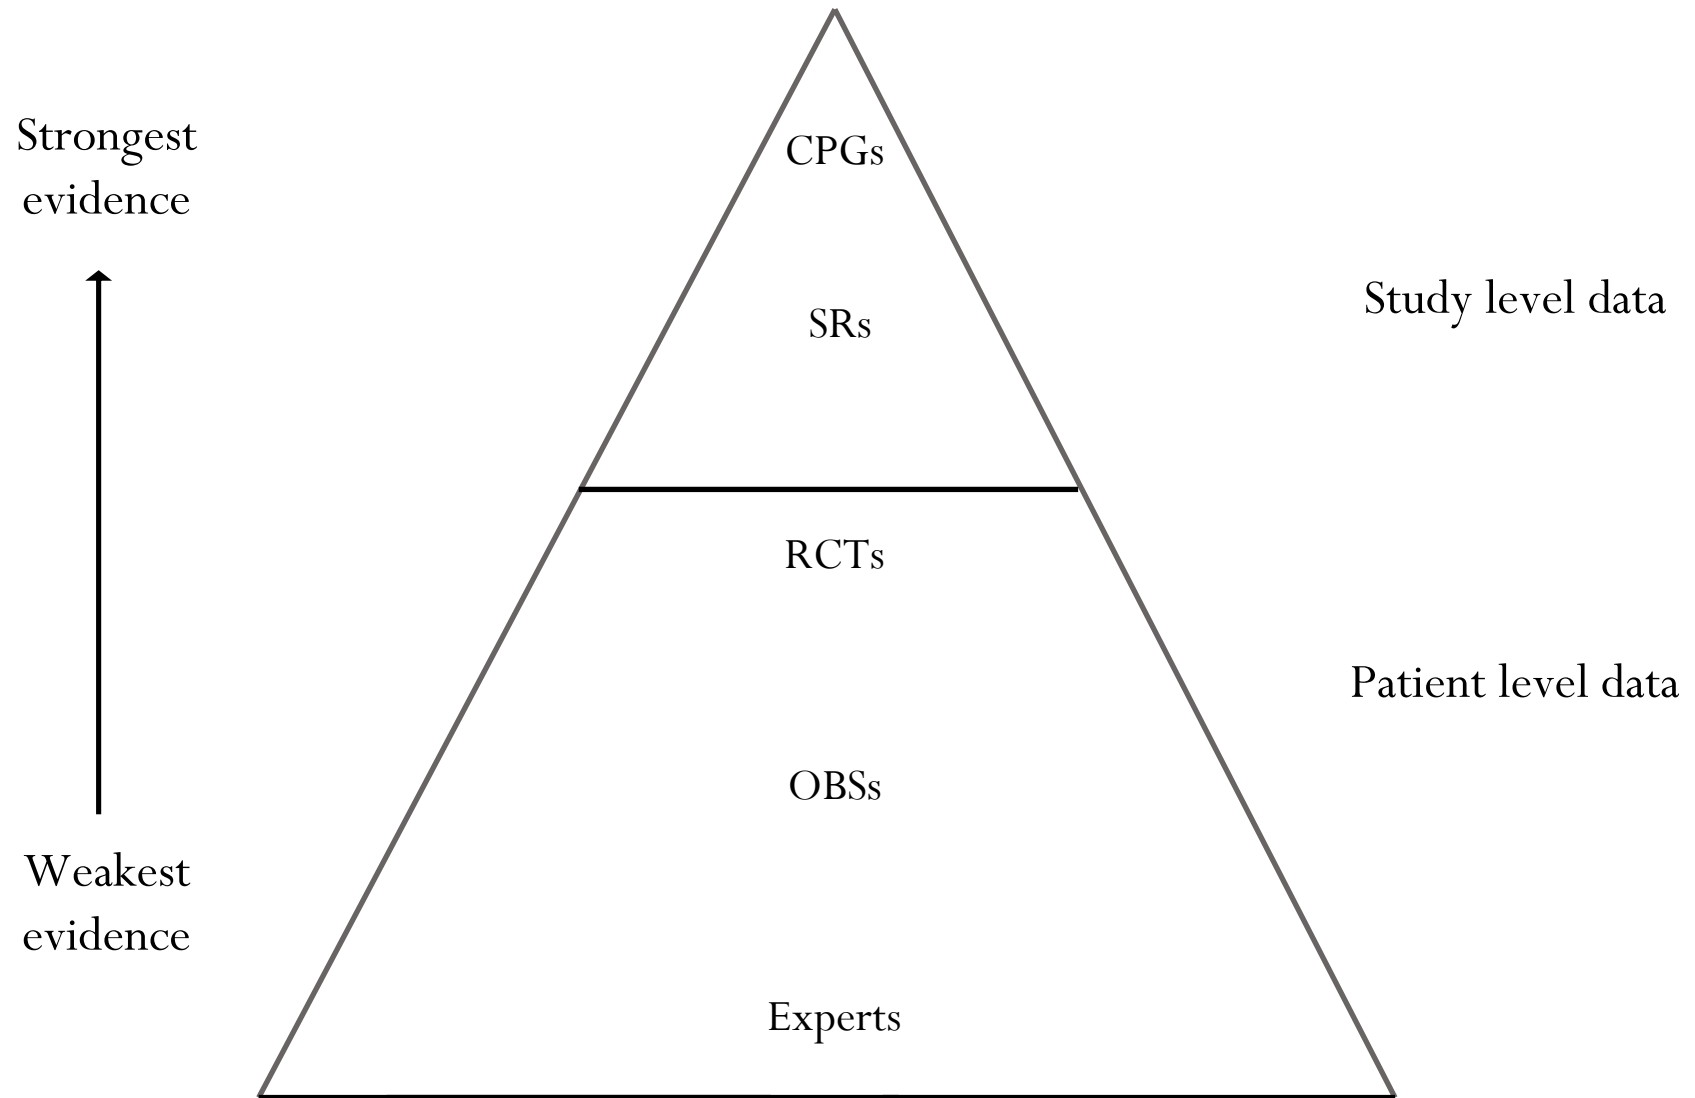 Strongest
evidence
CPGs
SRs
Study level data
RCTs
Patient level data
OBSs
Weakest
evidence
Experts